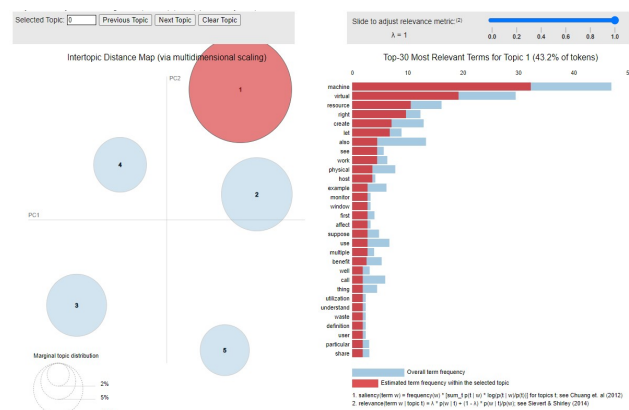 Selected Topic: 0 Previous Topic Next Topic Clear Topic
Slide to adjust relevance metric:(2)
λ = 1
0.0 0.2 0.4 0.6 0.8 1.0
Intertopic Distance Map (via multidimensional scaling)
PC2
PC1
1
4
2
3
5
Marginal topic distribution
2%
5%
Top-30 Most Relevant Terms for Topic 1 (43.2% of tokens)
0 10 20 30 40 5
machine
virtual
resource
right
create
let
also
see
work
physical
host
example
monitor
window
first
affect
suppose
use
multiple
benefit
well
call
thing
utilization
understand
waste
definition
user
particular
share
Overall term frequency
Estimated term frequency within the selected topic
1. saliency(term w) = frequency(w) * [sum_t p(t | w) * log(p(t | w)/p(t))] for topics t; see Chuang et. al (2012)
2. relevance(term w | topic t) = λ * p(w | t) + (1 - λ) * p(w | t)/p(w); see Sievert & Shirley (2014)